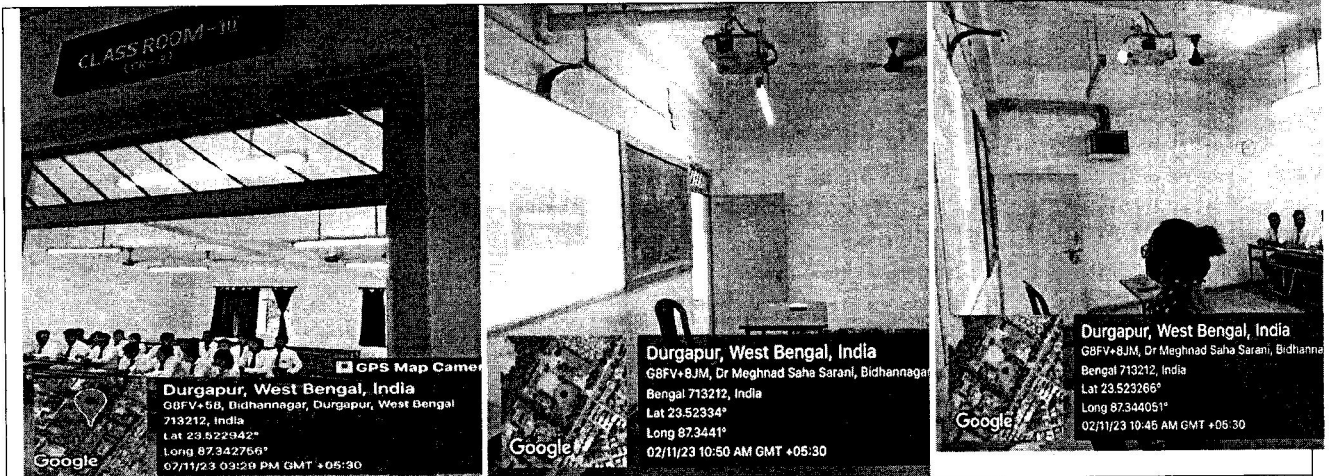 CLASS ROOM-10
GPS Map Came
Durgapur, West Bengal, India
G8FV+58, Bidhannagar, Durgapur, West Bengal
713212, India
Lat 23.522942°
Long 87.342766°
07/11/23 03:29 PM GMT +05:30
Google
Durgapur, West Bengal, India
G8FV+8JM, Dr Meghnad Saha Sarani, Bidhannagar
Bengal 713212, India
Lat 23.52334°
Long 87.3441°
02/11/23 10:50 AM GMT +05:30
Google
Durgapur, West Bengal, India
G8FV+8JM, Dr Meghnad Saha Sarani, Bidhanna
Bengal 713212, India
Lat 23.523266°
Long 87.344051°
02/11/23 10:45 AM GMT +05:30
Google